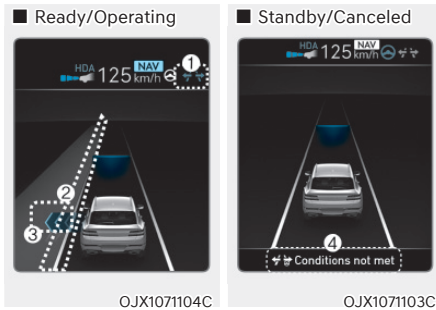 ■ Ready/Operating
HDA 125 NAV km/h
1
2
3
OJX1071104C
■ Standby/Canceled
HDA 125 NAV km/h
4
Conditions not met
OJX1071103C